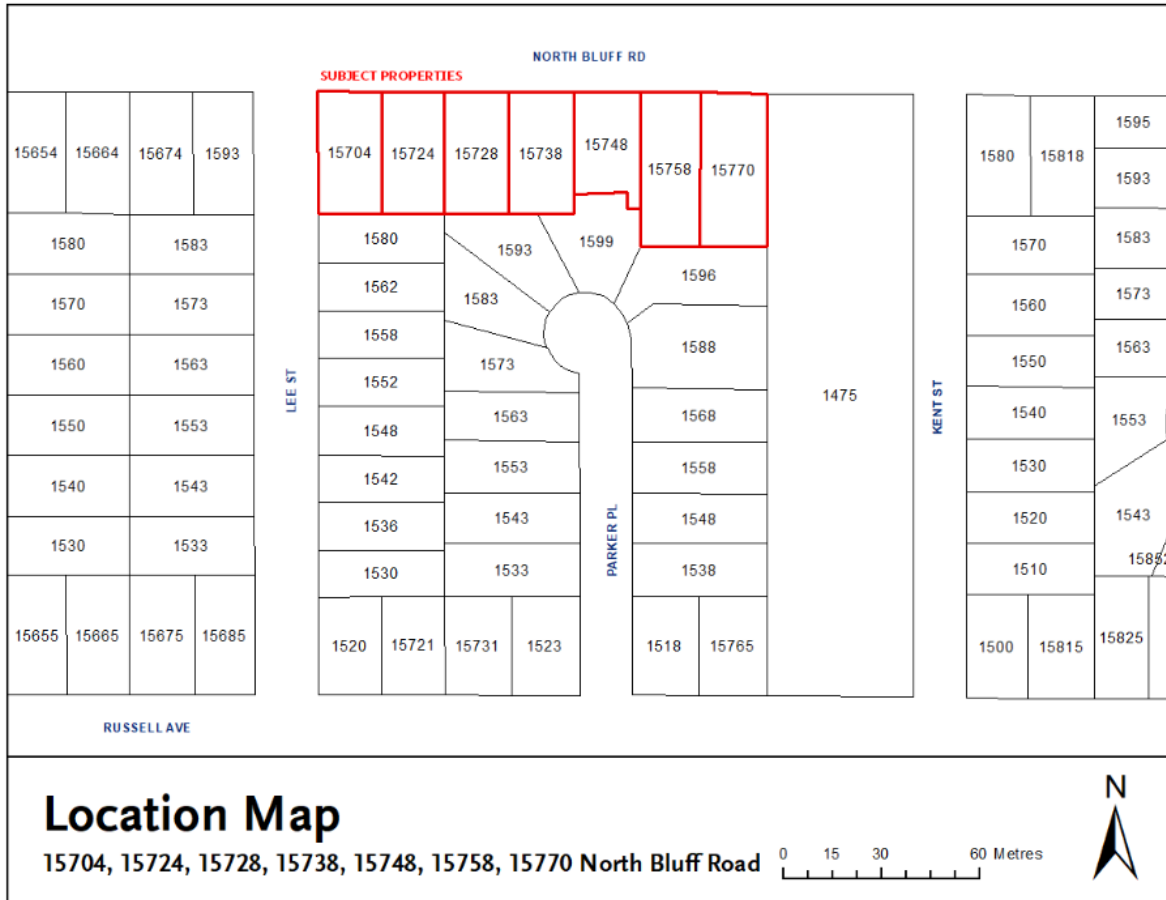 NORTH BLUFF RD
SUBJECT PROPERTIES
15654 15664 15674 1593 15704 15724 15728 15738 15748 15758 15770 1580 15818 1595
1593
1580 1583 1580 1593 1599 1596 1570 1583
1570 1573 1562 1583 1560 1573
1558 1588 1563
1560 1563 1573 1550
LEE ST 1552 1475 KENT ST
1550 1553 1548 1563 1568 1540 1553
1553 1558 1530
1540 1543 1542 1543 PARKER PL 1548 1520 1543
1536
1530 1533 1530 1533 1538 1510 15852
15655 15665 15675 15685 1520 15721 15731 1523 1518 15765 1500 15815 15825
RUSSELL AVE
Location Map
15704, 15724, 15728, 15738, 15748, 15758, 15770 North Bluff Road
0 15 30 60 Metres
N